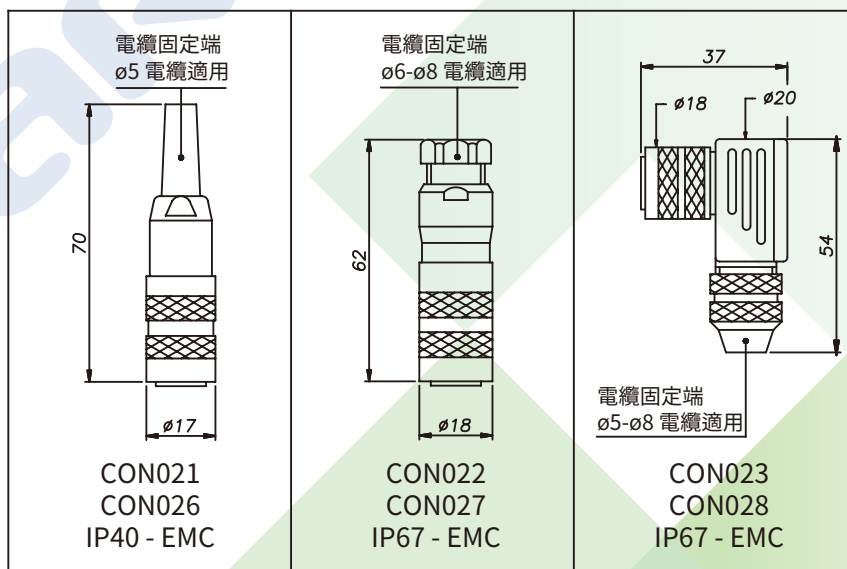 電纜固定端
ø5 電纜適用
70
ø17
CON021
CON026
IP40 - EMC
電纜固定端
ø6-ø8 電纜適用
62
ø18
CON022
CON027
IP67 - EMC
37
ø18
ø20
54
電纜固定端
ø5-ø8 電纜適用
CON023
CON028
IP67 - EMC